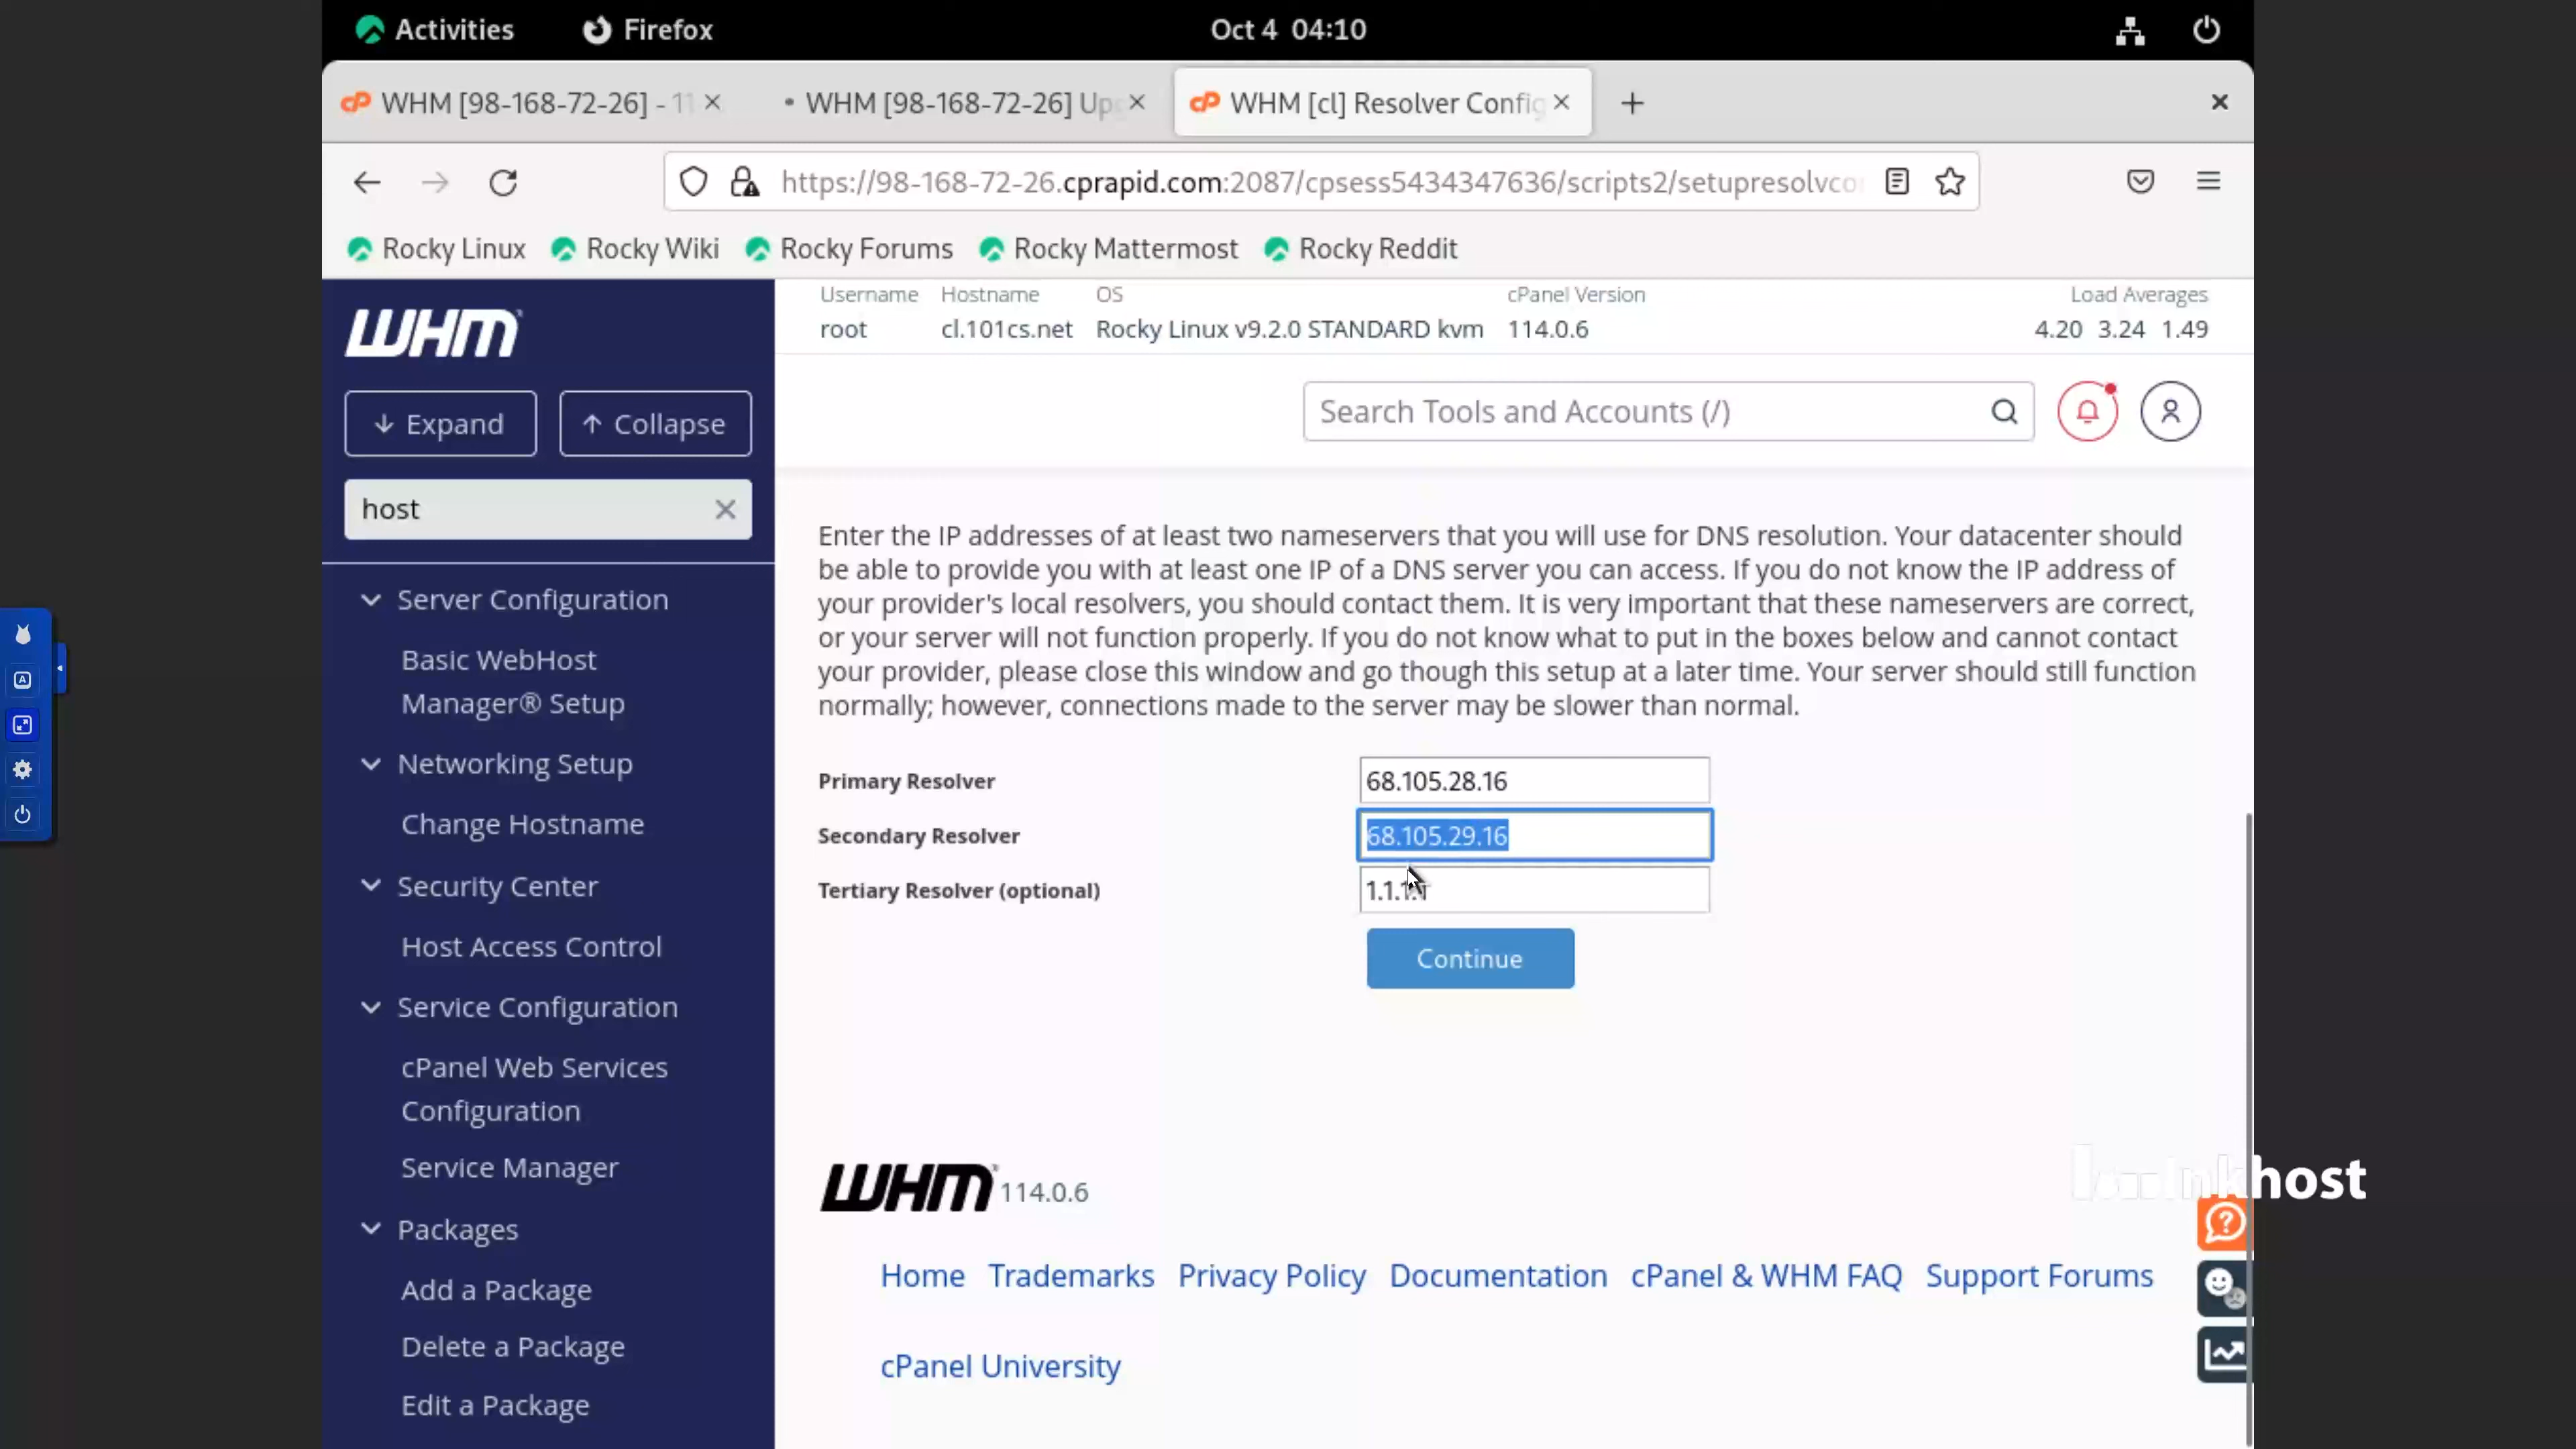 Activities Firefox Oct 4 04:10
WHM [98-168-72-26] - 11 WHM [98-168-72-26] Upg WHM [cl] Resolver Config
https://98-168-72-26.cprapid.com:2087/cpsess5434347636/scripts2/setupresolvco
Rocky Linux Rocky Wiki Rocky Forums Rocky Mattermost Rocky Reddit
WHM
Expand Collapse
host
Server Configuration
Basic WebHost
Manager® Setup
Networking Setup
Change Hostname
Security Center
Host Access Control
Service Configuration
cPanel Web Services
Configuration
Service Manager
Packages
Add a Package
Delete a Package
Edit a Package
Username Hostname OS cPanel Version Load Averages
root cl.101cs.net Rocky Linux v9.2.0 STANDARD kvm 114.0.6 4.20 3.24 1.49
Search Tools and Accounts (/)
Enter the IP addresses of at least two nameservers that you will use for DNS resolution. Your datacenter should
be able to provide you with at least one IP of a DNS server you can access. If you do not know the IP address of
your provider's local resolvers, you should contact them. It is very important that these nameservers are correct,
or your server will not function properly. If you do not know what to put in the boxes below and cannot contact
your provider, please close this window and go though this setup at a later time. Your server should still function
normally; however, connections made to the server may be slower than normal.
Primary Resolver 68.105.28.16
Secondary Resolver 68.105.29.16
Tertiary Resolver (optional) 1.1.1.1
Continue
WHM 114.0.6
Home Trademarks Privacy Policy Documentation cPanel & WHM FAQ Support Forums
cPanel University